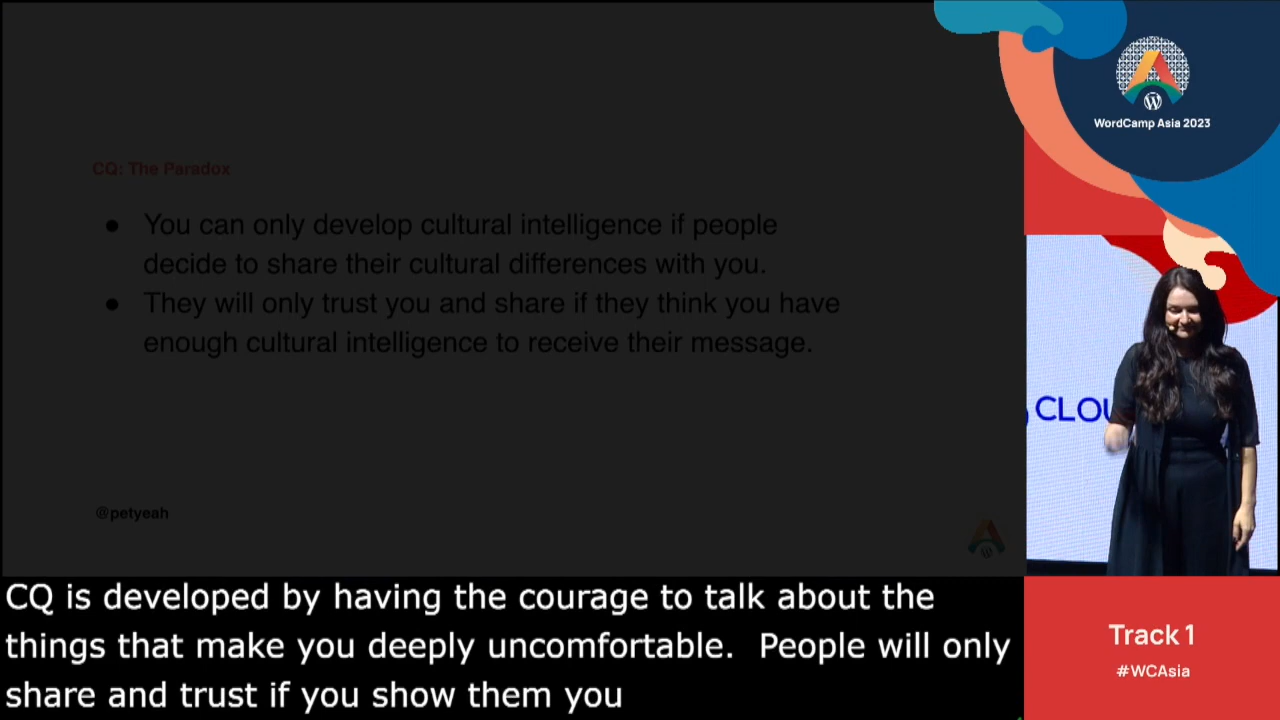 WordCamp Asia 2023
CQ: The Paradox
● You can only develop cultural intelligence if people
decide to share their cultural differences with you.
● They will only trust you and share if they think you have
enough cultural intelligence to receive their message.
@petyeah
CLOU
CQ is developed by having the courage to talk about the
things that make you deeply uncomfortable.  People will only
share and trust if you show them you
Track 1
#WCAsia